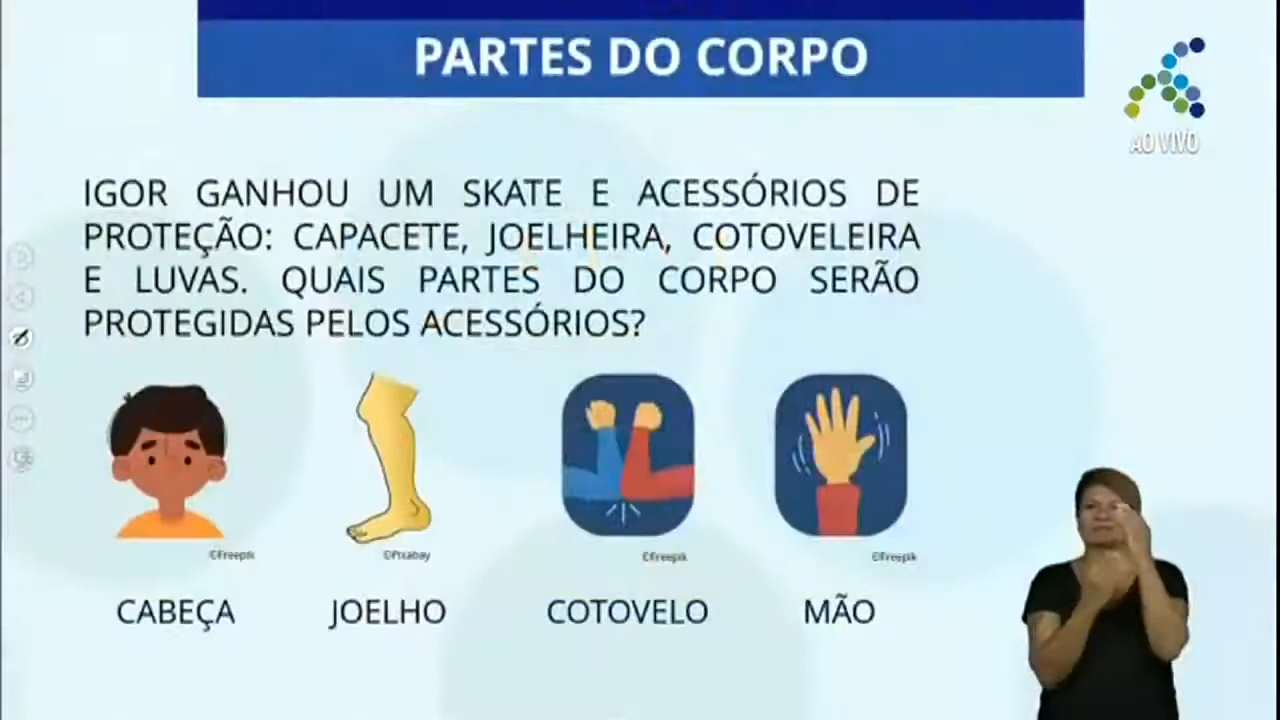 PARTES DO CORPO
AO VIVO
IGOR GANHOU UM SKATE E ACESSÓRIOS DE
PROTEÇÃO: CAPACETE, JOELHEIRA, COTOVELEIRA
E LUVAS. QUAIS PARTES DO CORPO SERÃO
PROTEGIDAS PELOS ACESSÓRIOS?
©Freepik
©Pixabay
©Freepik
©Freepik
CABEÇA
JOELHO
COTOVELO
MÃO